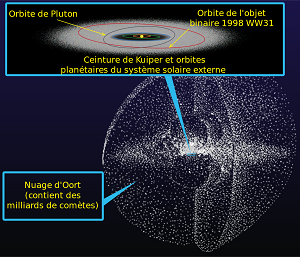 Orbite de Pluton
Orbite de l'objet
binaire 1998 WW31
Ceinture de Kuiper et orbites
planétaires du système solaire externe
Nuage d'Oort
(contient des
milliards de comètes)